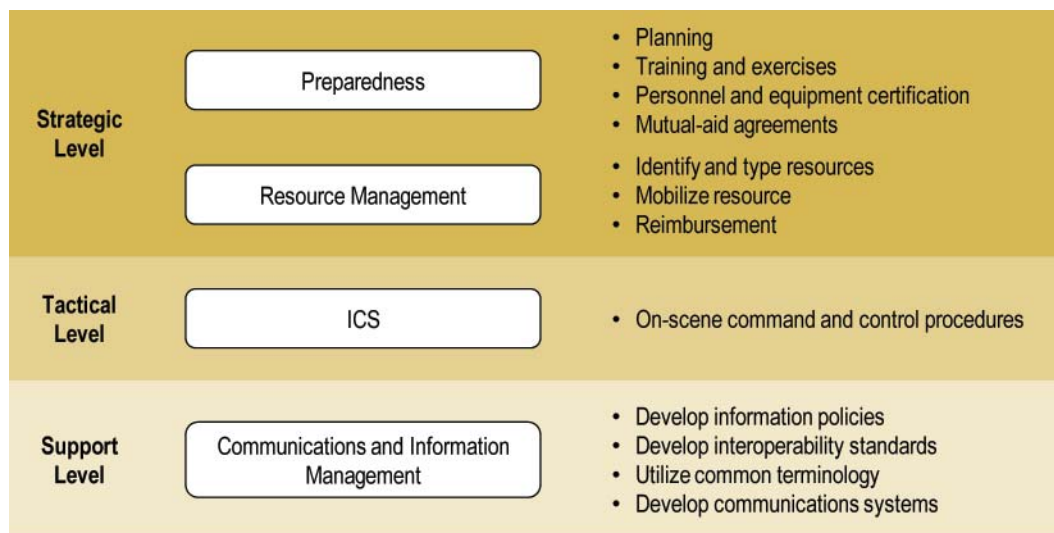 Strategic
Level
Preparedness
• Planning
• Training and exercises
• Personnel and equipment certification
• Mutual-aid agreements
Resource Management
• Identify and type resources
• Mobilize resource
• Reimbursement
Tactical
Level
ICS
• On-scene command and control procedures
Support
Level
Communications and Information
Management
• Develop information policies
• Develop interoperability standards
• Utilize common terminology
• Develop communications systems